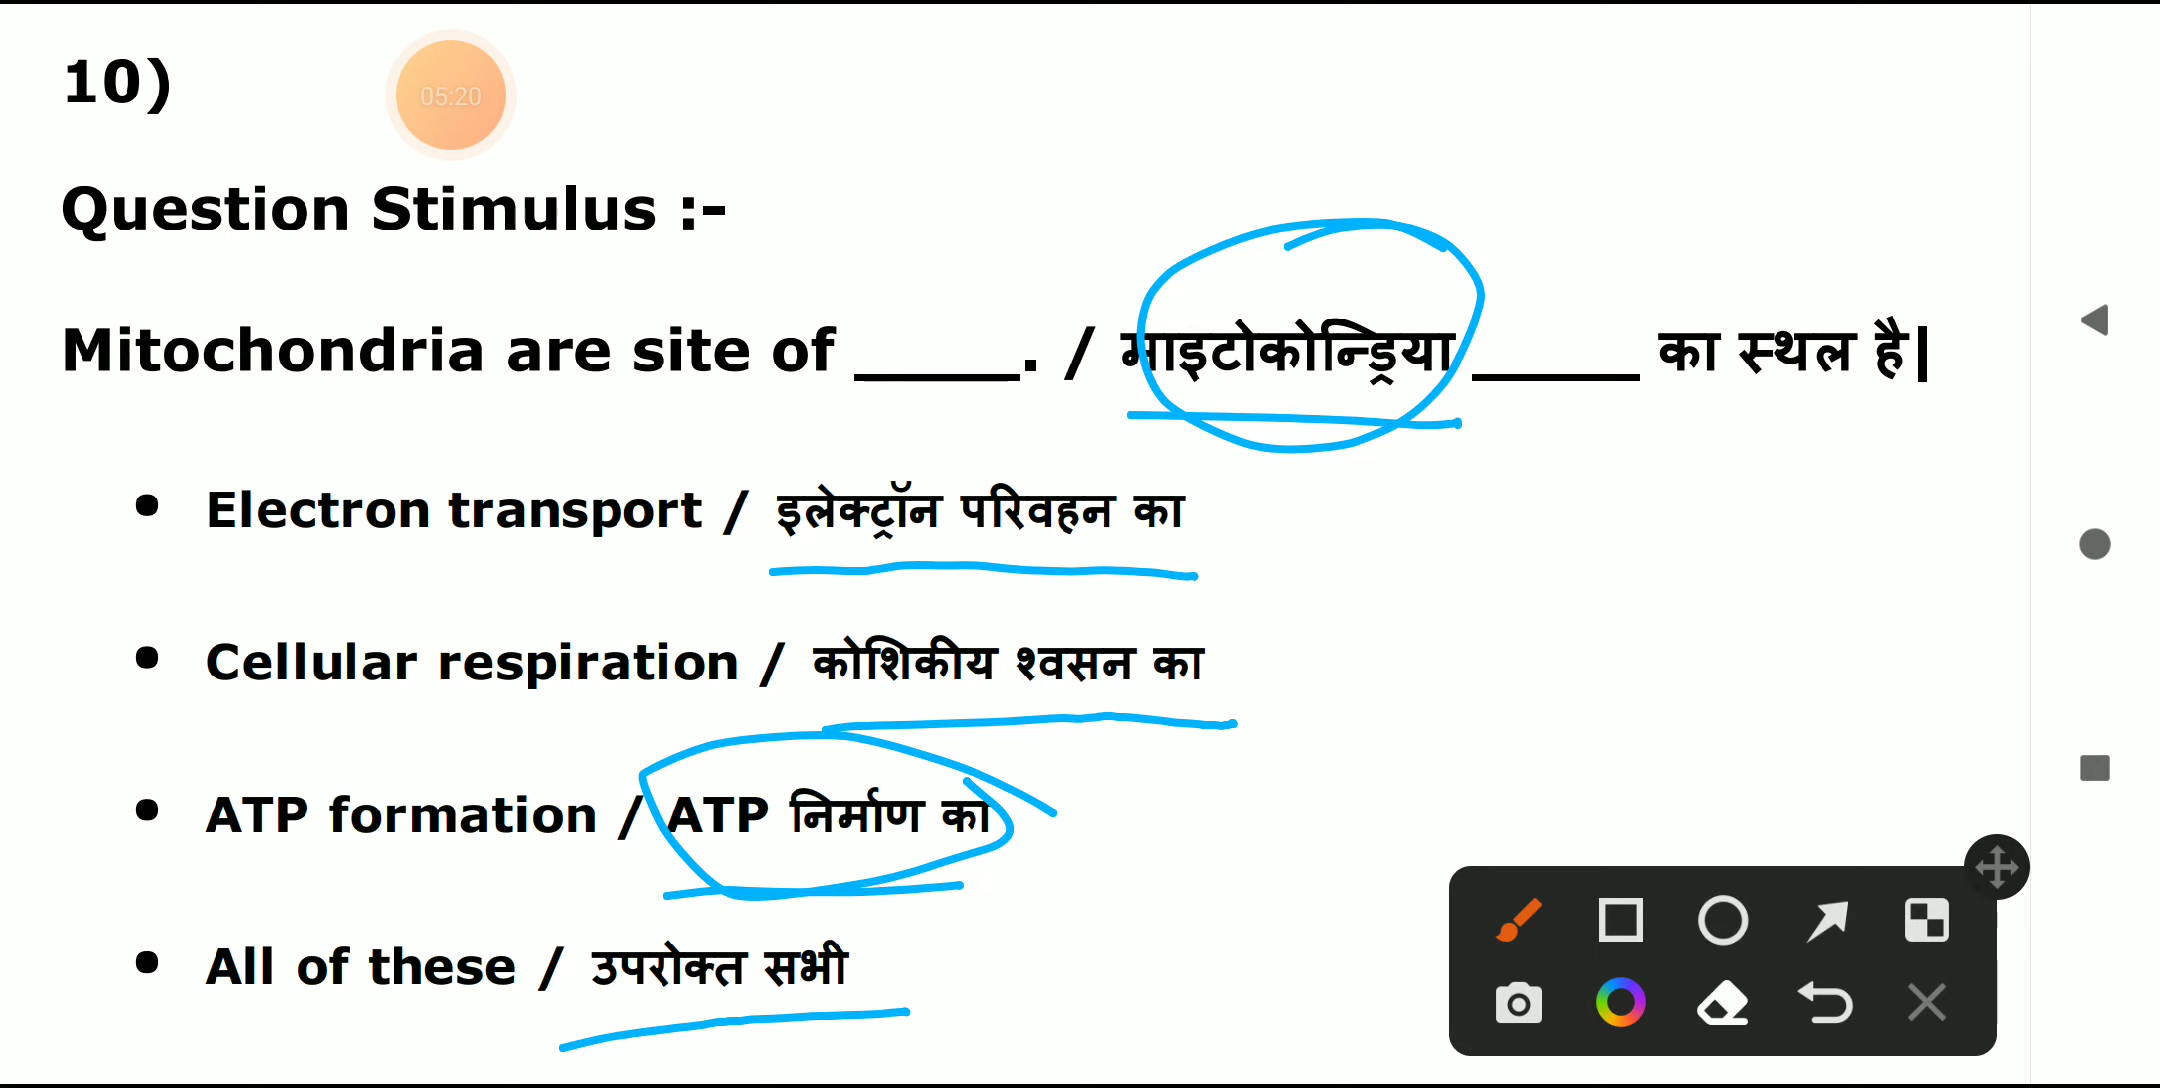 10)
05:20
Question Stimulus :-
Mitochondria are site of _____. / माइटोकोन्ड्रिया _____ का स्थल है|
• Electron transport / इलेक्ट्रॉन परिवहन का
• Cellular respiration / कोशिकीय श्वसन का
• ATP formation / ATP निर्माण का
• All of these / उपरोक्त सभी